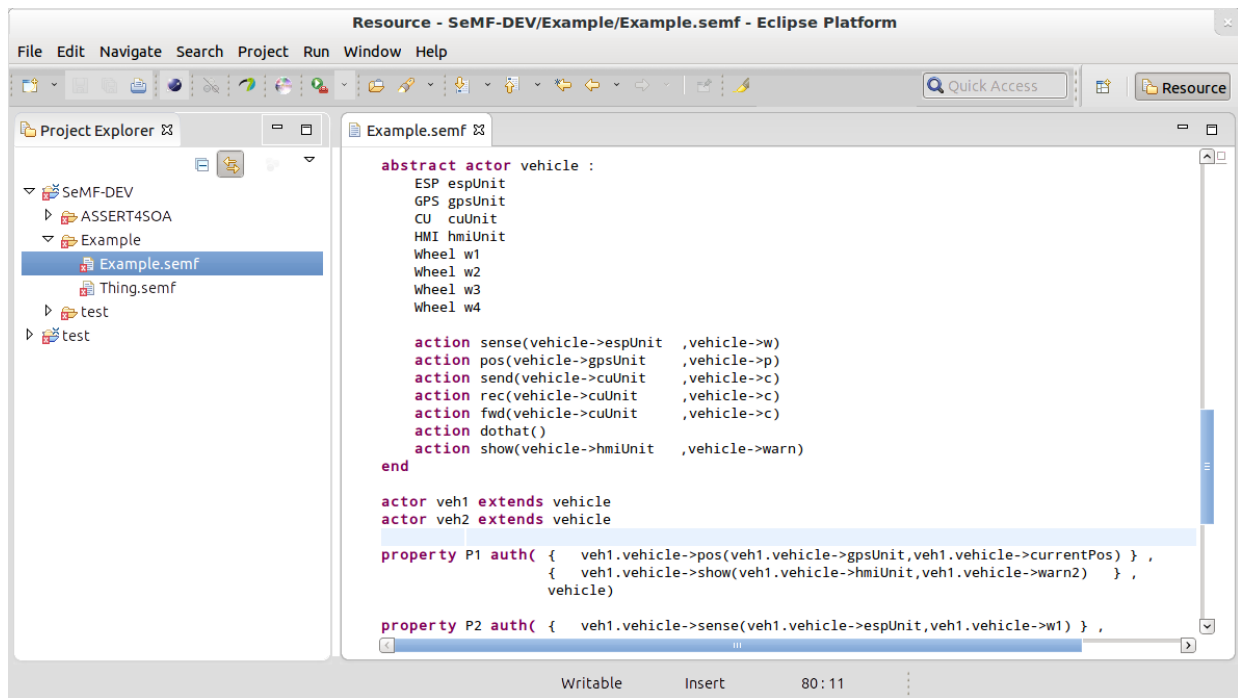 Resource - SeMF-DEV/Example/Example.semf - Eclipse Platform
File Edit Navigate Search Project Run Window Help
Quick Access
Resource
Project Explorer
Example.semf
SeMF-DEV
ASSERT4SOA
Example
Example.semf
Thing.semf
test
test
abstract actor vehicle :
ESP espUnit
GPS gpsUnit
CU  cuUnit
HMI hmiUnit
Wheel w1
Wheel w2
Wheel w3
Wheel w4
action sense(vehicle->espUnit  ,vehicle->w)
action pos(vehicle->gpsUnit    ,vehicle->p)
action send(vehicle->cuUnit    ,vehicle->c)
action rec(vehicle->cuUnit     ,vehicle->c)
action fwd(vehicle->cuUnit     ,vehicle->c)
action dothat()
action show(vehicle->hmiUnit   ,vehicle->warn)
end
actor veh1 extends vehicle
actor veh2 extends vehicle
property P1 auth( {   veh1.vehicle->pos(veh1.vehicle->gpsUnit,veh1.vehicle->currentPos) } ,
{   veh1.vehicle->show(veh1.vehicle->hmiUnit,veh1.vehicle->warn2)   } ,
vehicle)
property P2 auth( {   veh1.vehicle->sense(veh1.vehicle->espUnit,veh1.vehicle->w1) } ,
Writable Insert 80:11